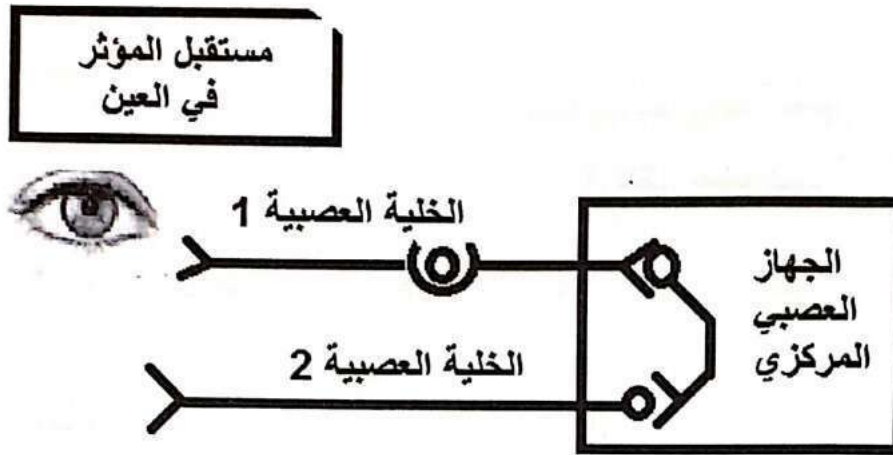 مستقبل المؤثر
في العين
الخلية العصبية 1
الجهاز
العصبي
المركزي
الخلية العصبية 2